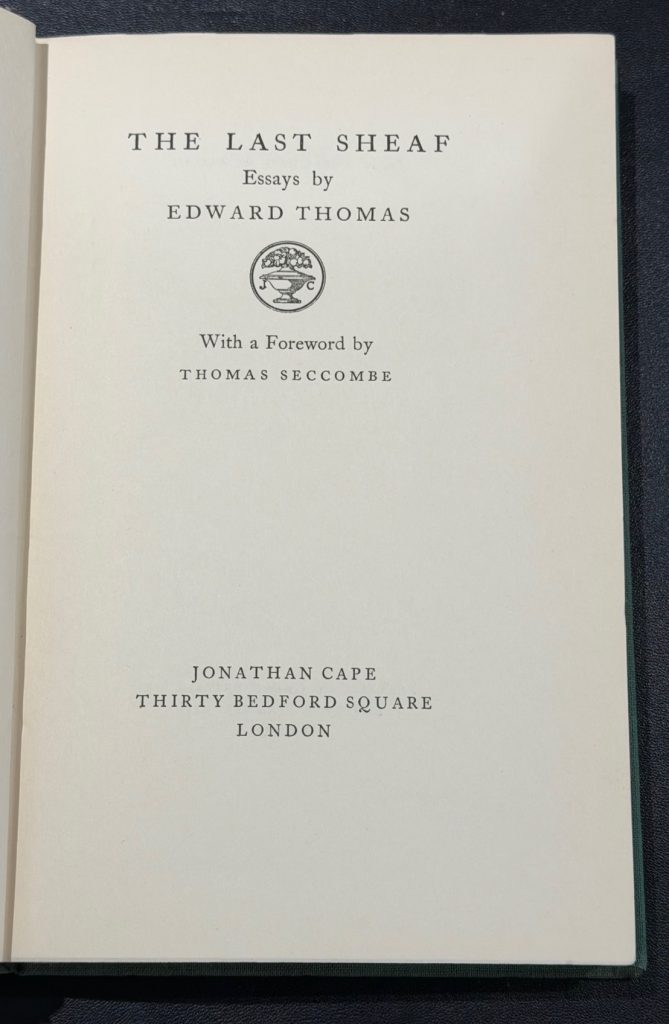 THE LAST SHEAF
Essays by
EDWARD THOMAS
J C
With a Foreword by
THOMAS SECCOMBE
JONATHAN CAPE
THIRTY BEDFORD SQUARE
LONDON